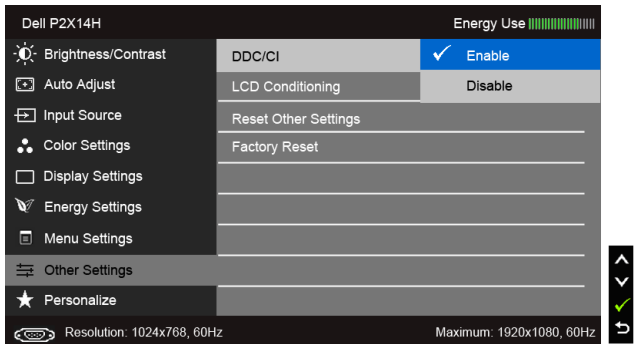 Dell P2X14H
Energy Use
Brightness/Contrast
DDC/CI
Enable
Auto Adjust
LCD Conditioning
Disable
Input Source
Reset Other Settings
Color Settings
Factory Reset
Display Settings
Energy Settings
Menu Settings
Other Settings
Personalize
Resolution: 1024x768, 60Hz
Maximum: 1920x1080, 60Hz